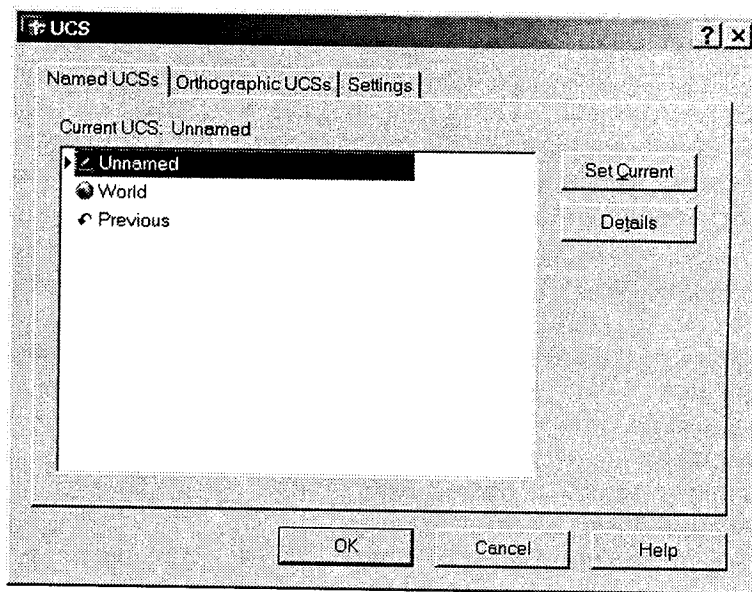 UCS
? ×
Named UCSs Orthographic UCSs Settings
Current UCS: Unnamed
Unnamed
World
Previous
Set Current
Details
OK Cancel Help